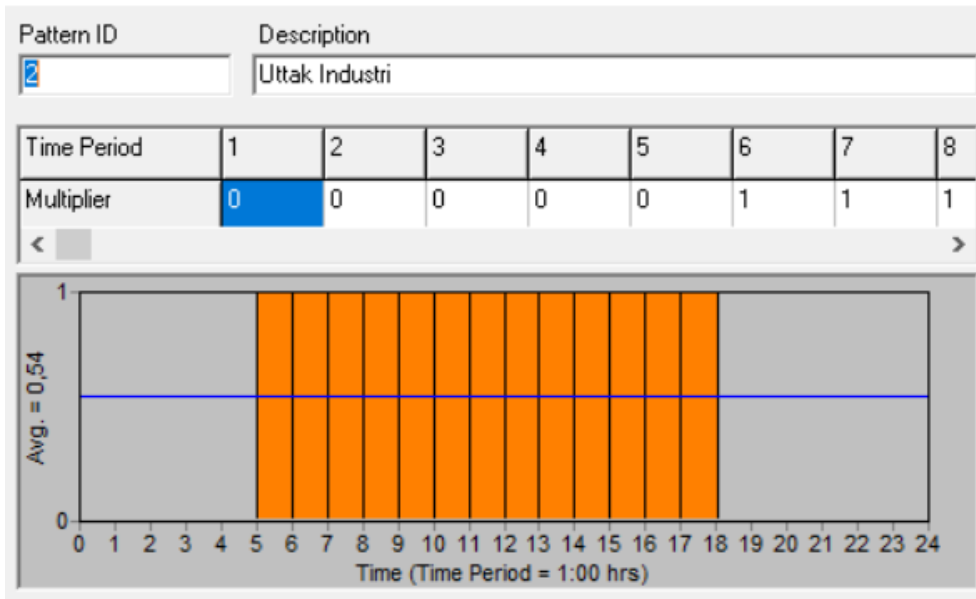 Pattern ID Description
2 Uttak Industri
Time Period 1 2 3 4 5 6 7 8
Multiplier 0 0 0 0 0 1 1 1
1
Avg. = 0,54
0
0 1 2 3 4 5 6 7 8 9 10 11 12 13 14 15 16 17 18 19 20 21 22 23 24
Time (Time Period = 1:00 hrs)